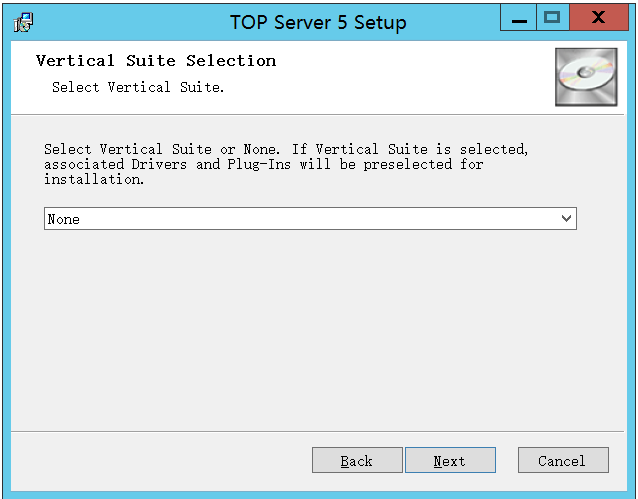 TOP Server 5 Setup
Vertical Suite Selection
Select Vertical Suite.
Select Vertical Suite or None. If Vertical Suite is selected,
associated Drivers and Plug-Ins will be preselected for
installation.
None
Back Next Cancel